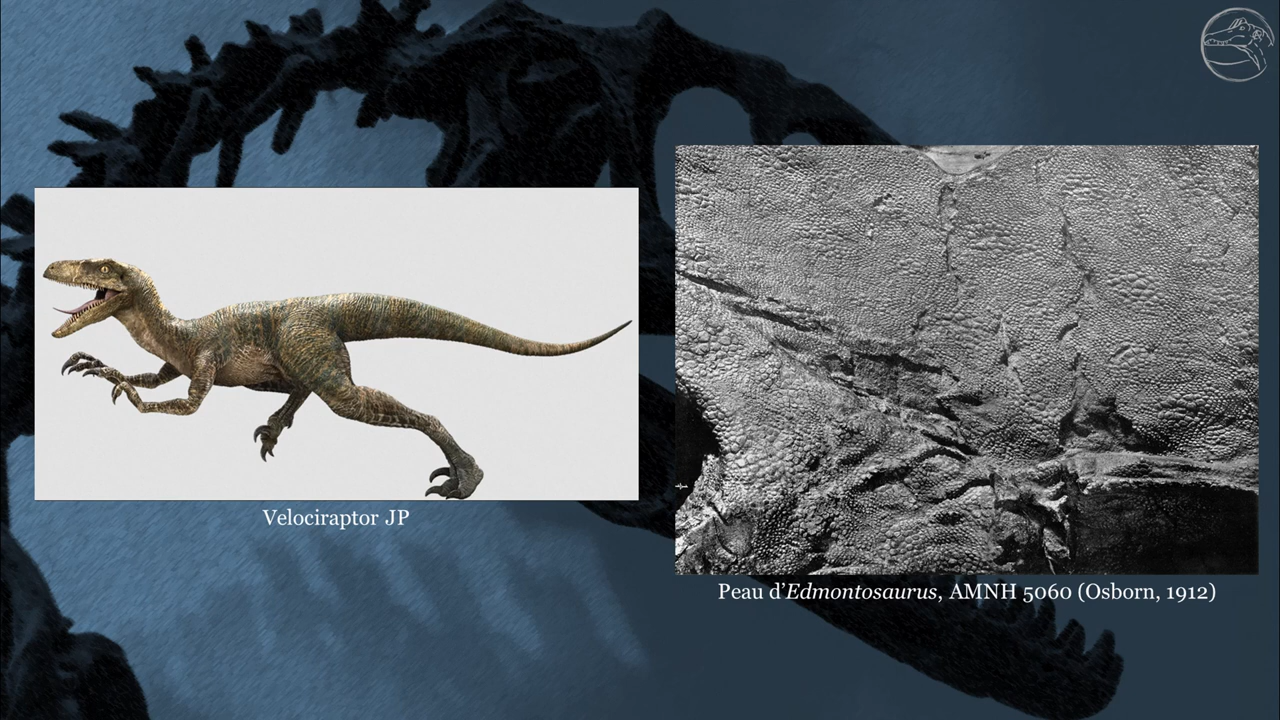 Velociraptor JP
Peau d’Edmontosaurus, AMNH 5060 (Osborn, 1912)